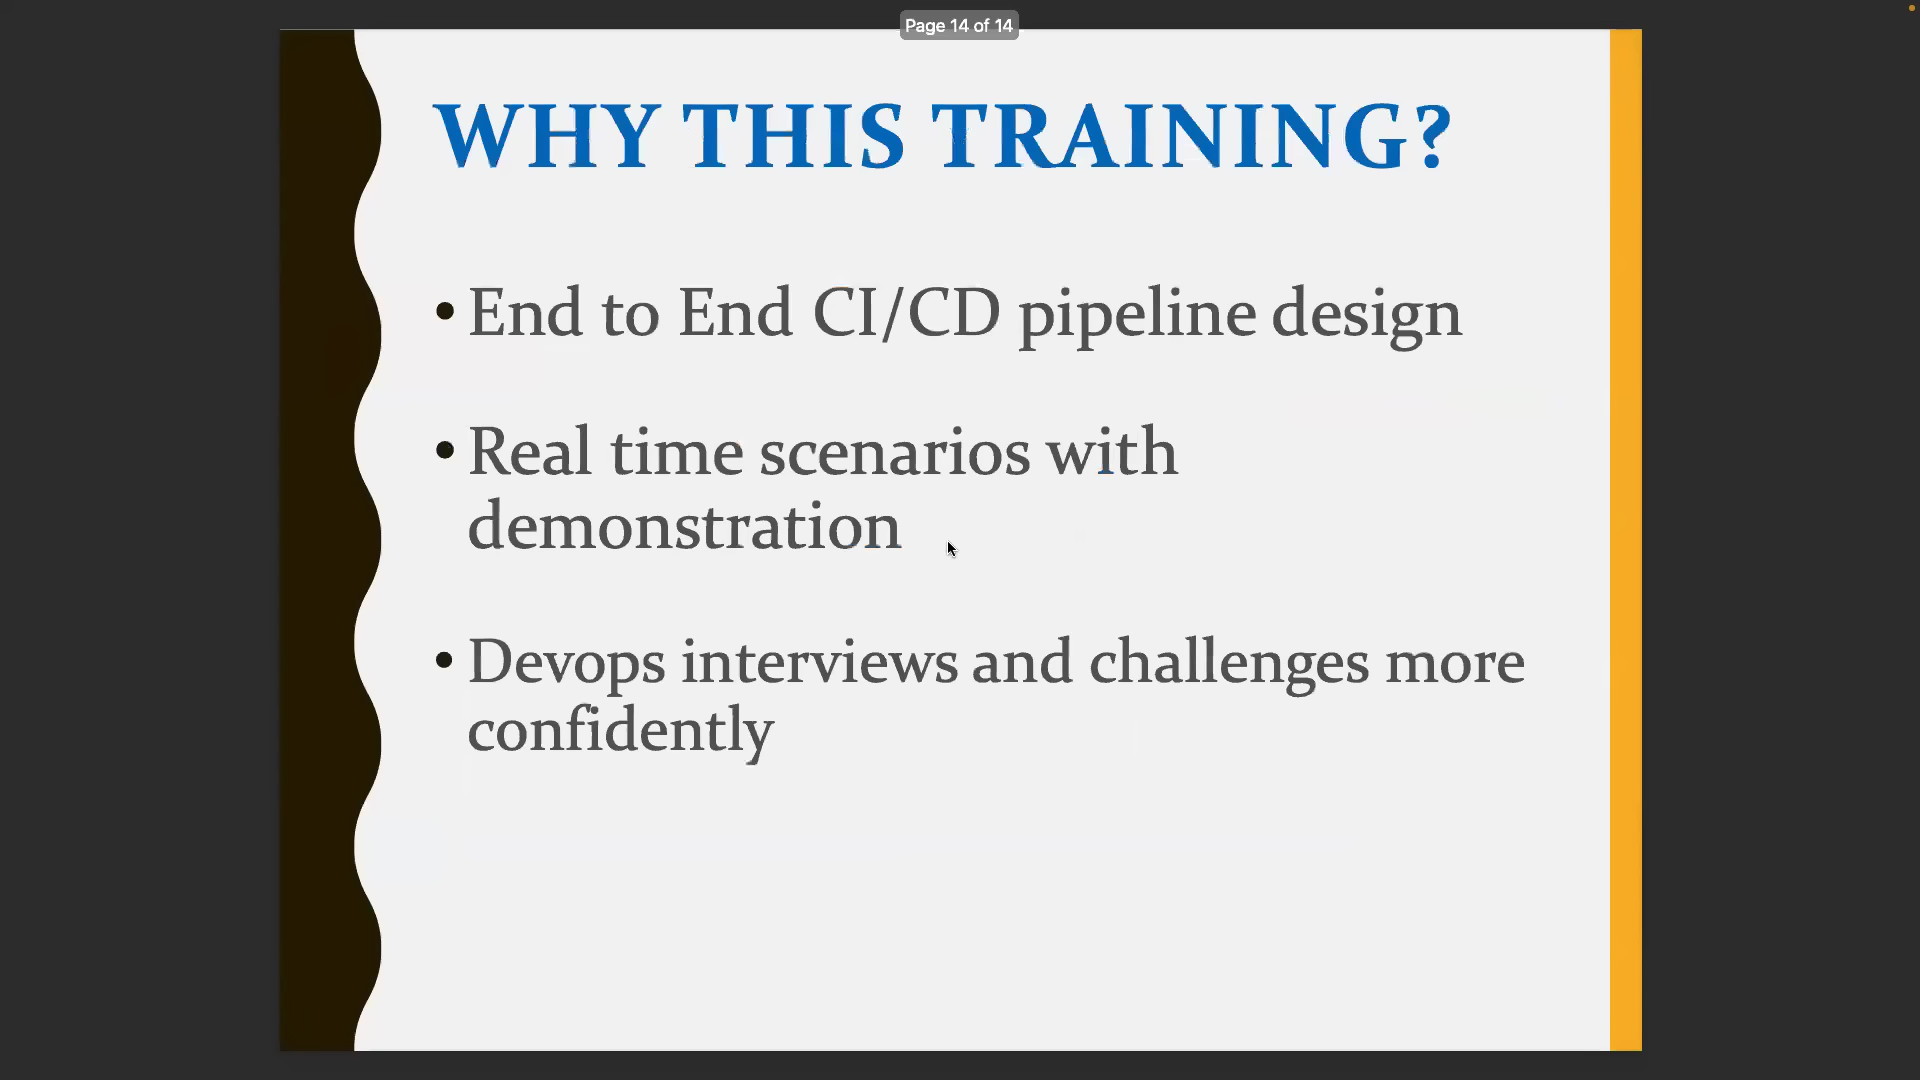 Page 14 of 14
WHY THIS TRAINING?
• End to End CI/CD pipeline design
• Real time scenarios with
demonstration
• Devops interviews and challenges more
confidently